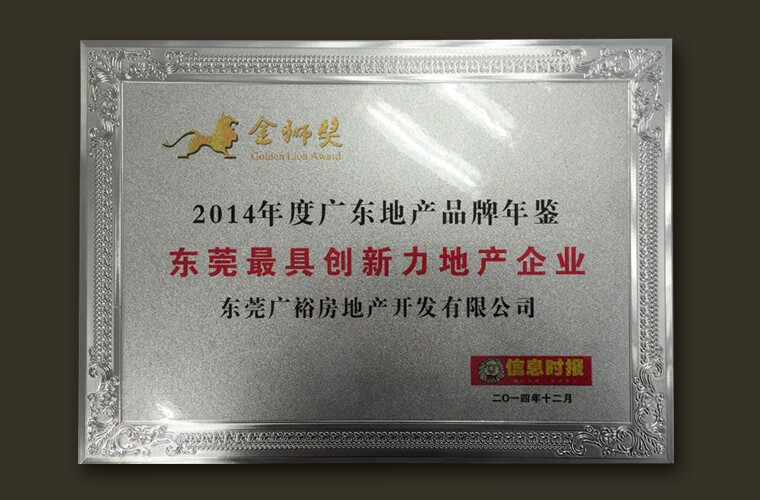 金狮奖
Golden Lion Award
2014年度广东地产品牌年鉴
东莞最具创新力地产企业
东莞广裕房地产开发有限公司
信息时报
二〇一四年十二月